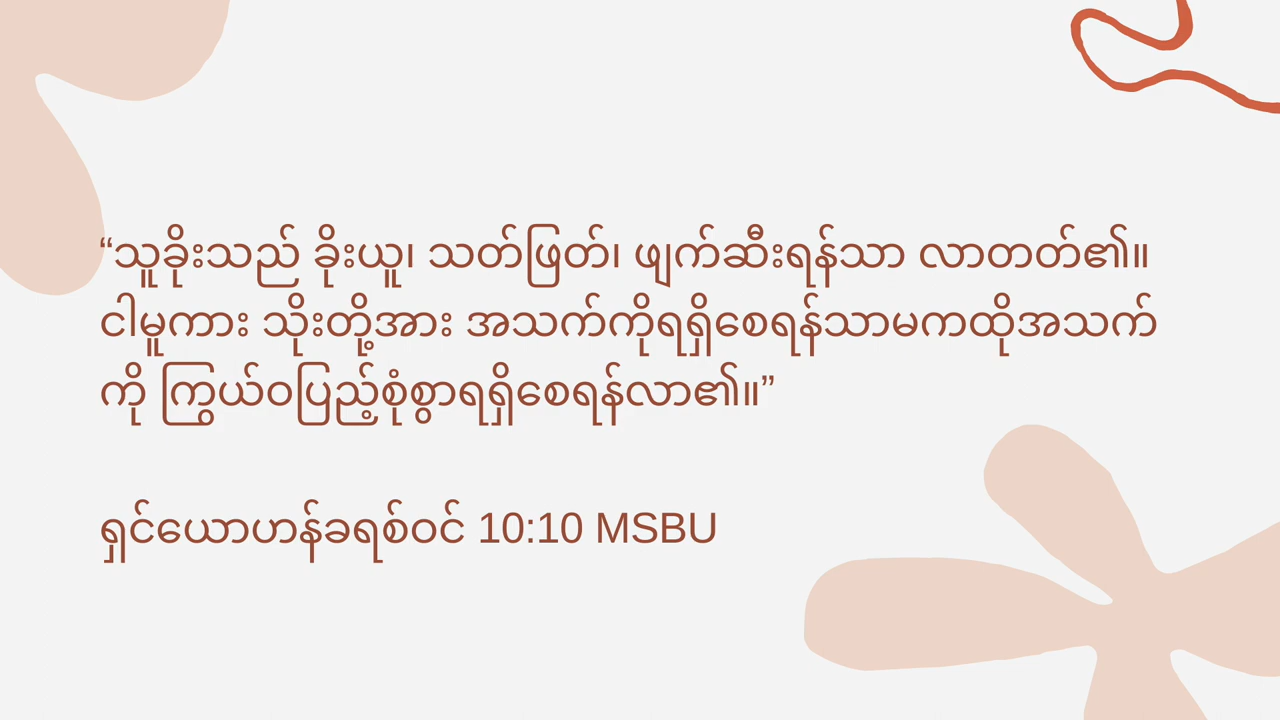 “သူခိုးသည် ခိုးယူ၊ သတ်ဖြတ်၊ ဖျက်ဆီးရန်သာ လာတတ်၏။
ငါမူကား သိုးတို့အား အသက်ကိုရရှိစေရန်သာမကထိုအသက်
ကို ကြွယ်ဝပြည့်စုံစွာရရှိစေရန်လာ၏။”
ရှင်ယောဟန်ခရစ်ဝင် 10:10 MSBU